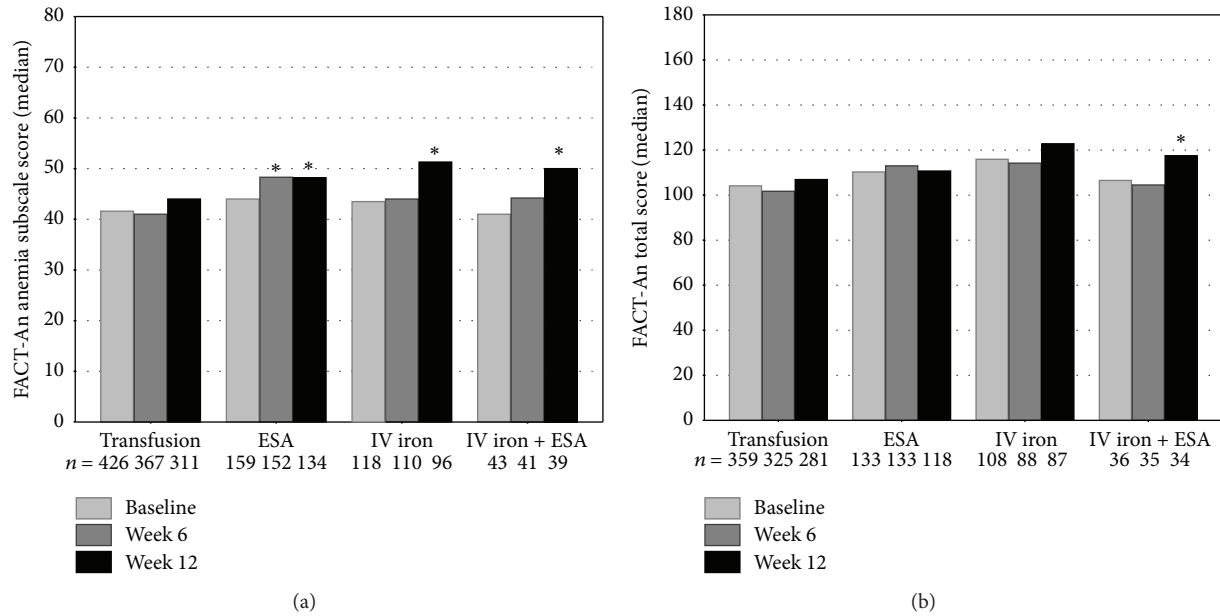 FACT-An anemia subscale score (median)
80
70
60
50
40
30
20
10
0
* * * *
Transfusion ESA IV iron IV iron + ESA
n = 426 367 311 159 152 134 118 110 96 43 41 39
Baseline
Week 6
Week 12
(a)
FACT-An total score (median)
180
160
140
120
100
80
60
40
20
0
*
Transfusion ESA IV iron IV iron + ESA
n = 359 325 281 133 133 118 108 88 87 36 35 34
Baseline
Week 6
Week 12
(b)